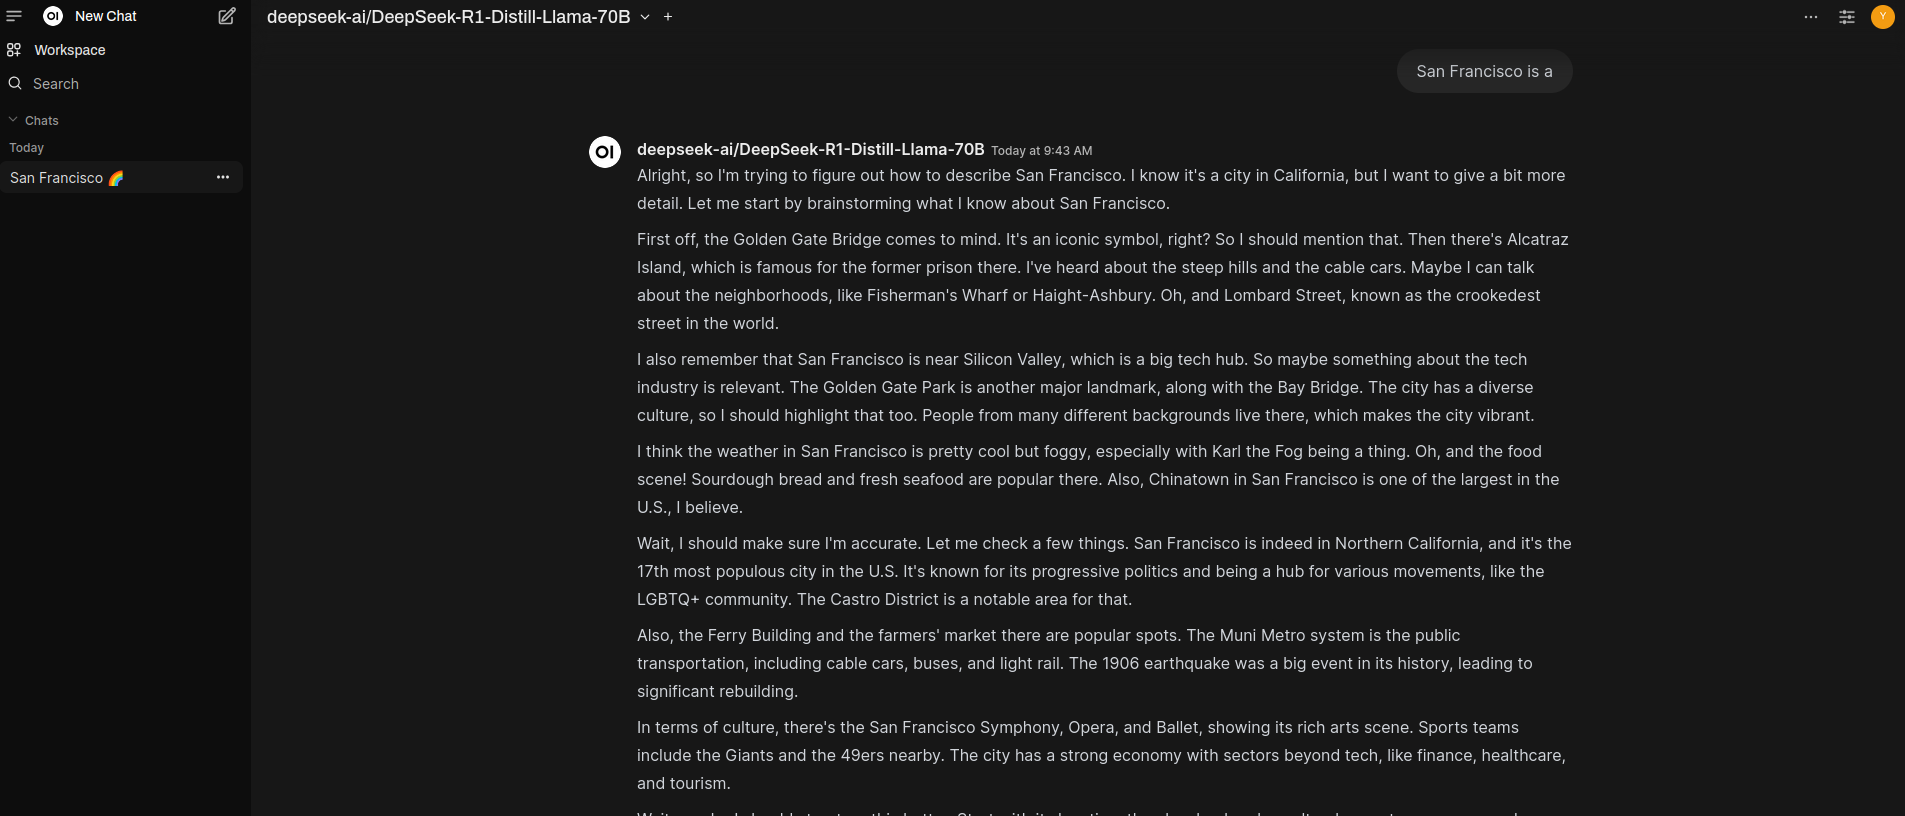 New Chat
Workspace
Search
Chats
Today
San Francisco 🌈
deepseek-ai/DeepSeek-R1-Distill-Llama-70B
Y
San Francisco is a
OI
deepseek-ai/DeepSeek-R1-Distill-Llama-70B Today at 9:43 AM
Alright, so I'm trying to figure out how to describe San Francisco. I know it's a city in California, but I want to give a bit more
detail. Let me start by brainstorming what I know about San Francisco.
First off, the Golden Gate Bridge comes to mind. It's an iconic symbol, right? So I should mention that. Then there's Alcatraz
Island, which is famous for the former prison there. I've heard about the steep hills and the cable cars. Maybe I can talk
about the neighborhoods, like Fisherman's Wharf or Haight-Ashbury. Oh, and Lombard Street, known as the crookedest
street in the world.
I also remember that San Francisco is near Silicon Valley, which is a big tech hub. So maybe something about the tech
industry is relevant. The Golden Gate Park is another major landmark, along with the Bay Bridge. The city has a diverse
culture, so I should highlight that too. People from many different backgrounds live there, which makes the city vibrant.
I think the weather in San Francisco is pretty cool but foggy, especially with Karl the Fog being a thing. Oh, and the food
scene! Sourdough bread and fresh seafood are popular there. Also, Chinatown in San Francisco is one of the largest in the
U.S., I believe.
Wait, I should make sure I'm accurate. Let me check a few things. San Francisco is indeed in Northern California, and it's the
17th most populous city in the U.S. It's known for its progressive politics and being a hub for various movements, like the
LGBTQ+ community. The Castro District is a notable area for that.
Also, the Ferry Building and the farmers' market there are popular spots. The Muni Metro system is the public
transportation, including cable cars, buses, and light rail. The 1906 earthquake was a big event in its history, leading to
significant rebuilding.
In terms of culture, there's the San Francisco Symphony, Opera, and Ballet, showing its rich arts scene. Sports teams
include the Giants and the 49ers nearby. The city has a strong economy with sectors beyond tech, like finance, healthcare,
and tourism.